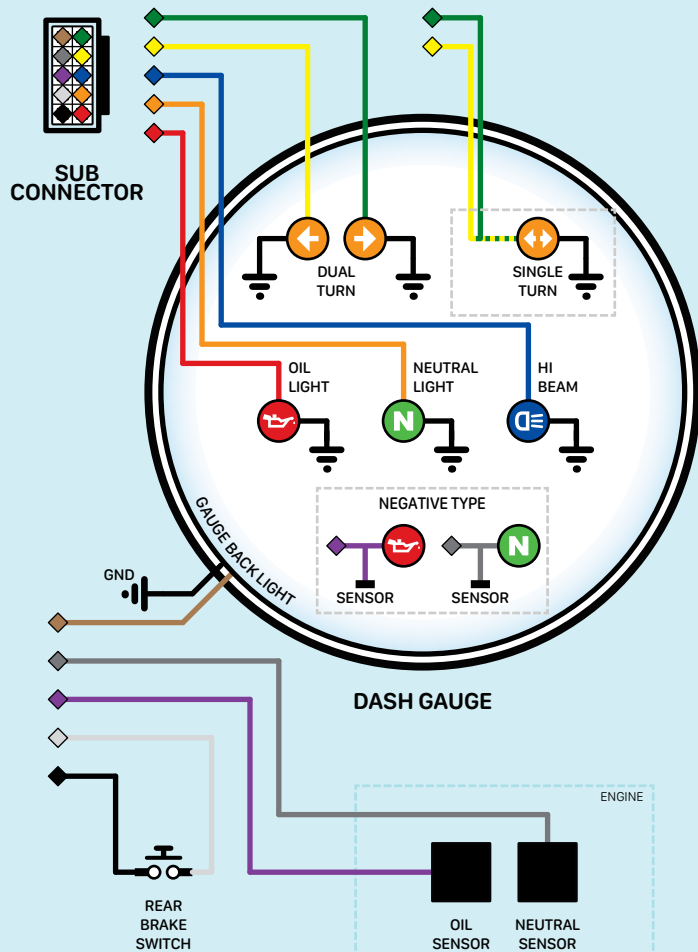 SUB
CONNECTOR
DUAL
TURN
SINGLE
TURN
OIL
LIGHT
NEUTRAL
LIGHT
HI
BEAM
N
NEGATIVE TYPE
N
SENSOR
SENSOR
GAUGE BACK LIGHT
GND
DASH GAUGE
ENGINE
REAR
BRAKE
SWITCH
OIL
SENSOR
NEUTRAL
SENSOR